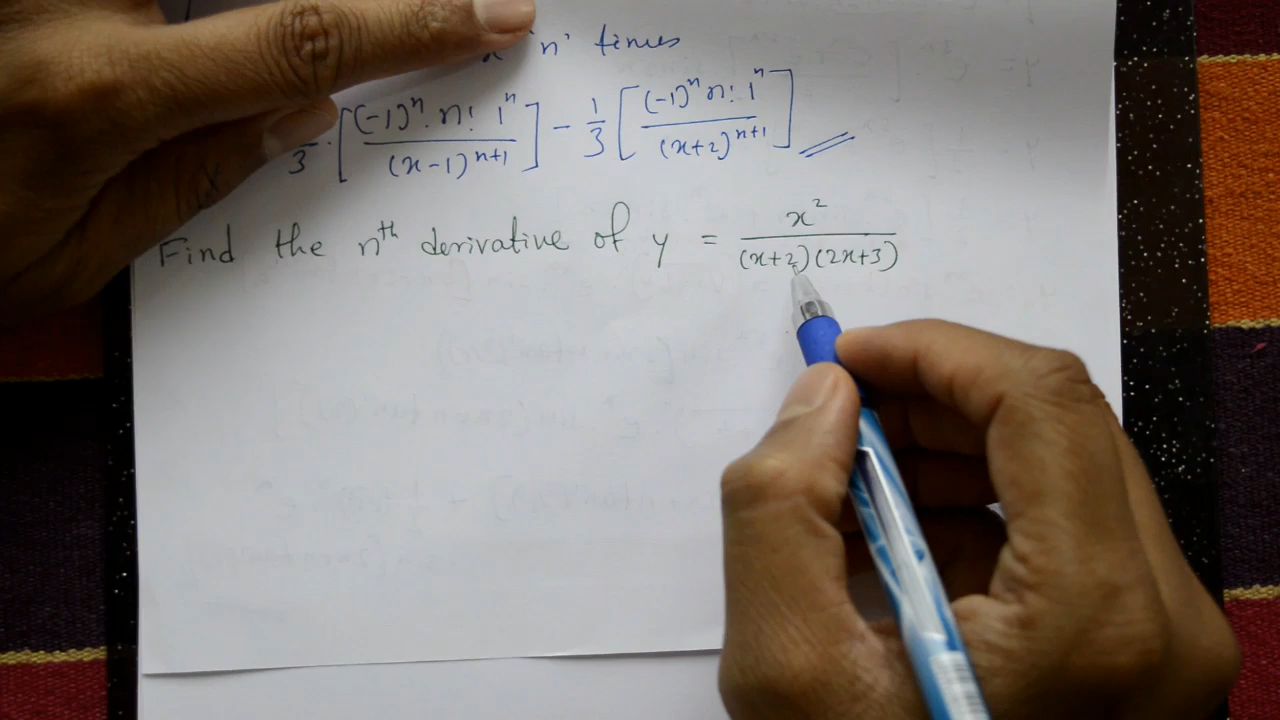 'n' times
3 · [(-1)ⁿ. n! 1ⁿ / (x-1)ⁿ⁺¹] - 1/3 [(-1)ⁿ n! 1ⁿ / (x+2)ⁿ⁺¹]
Find the nᵗʰ derivative of y = x² / (x+2)(2x+3)